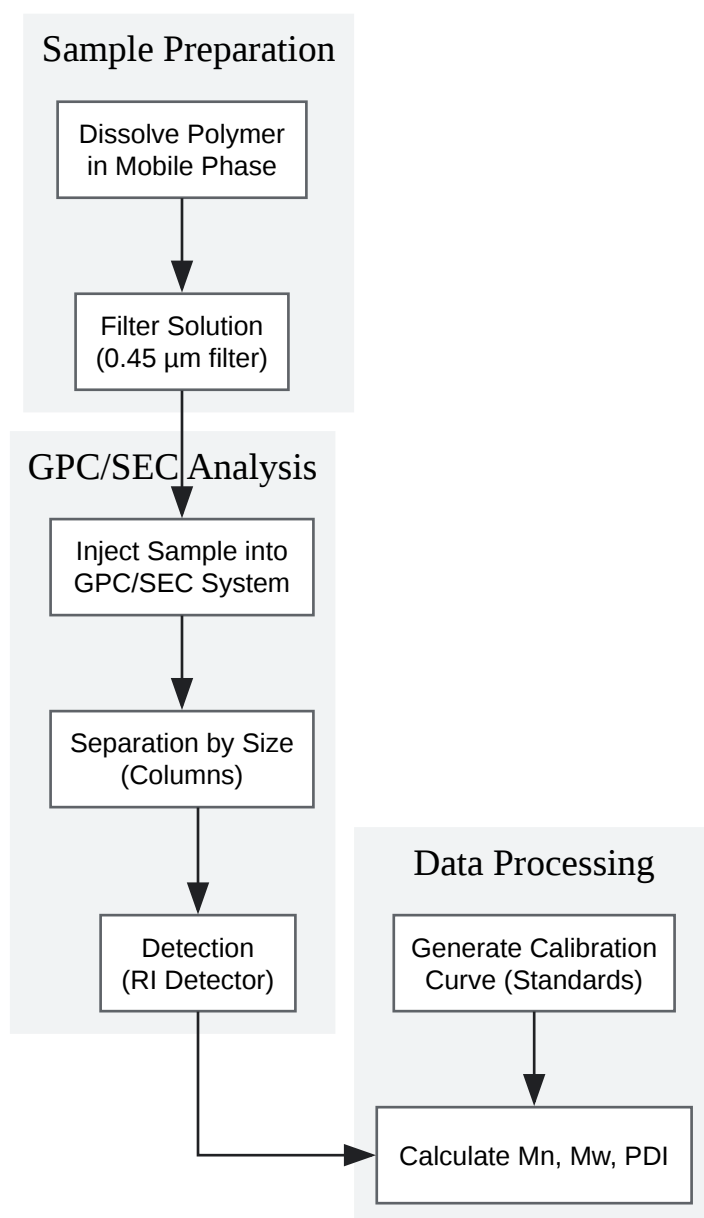 Sample Preparation
Dissolve Polymer
in Mobile Phase
Filter Solution
(0.45 µm filter)
GPC/SEC Analysis
Inject Sample into
GPC/SEC System
Separation by Size
(Columns)
Detection
(RI Detector)
Data Processing
Generate Calibration
Curve (Standards)
Calculate Mn, Mw, PDI